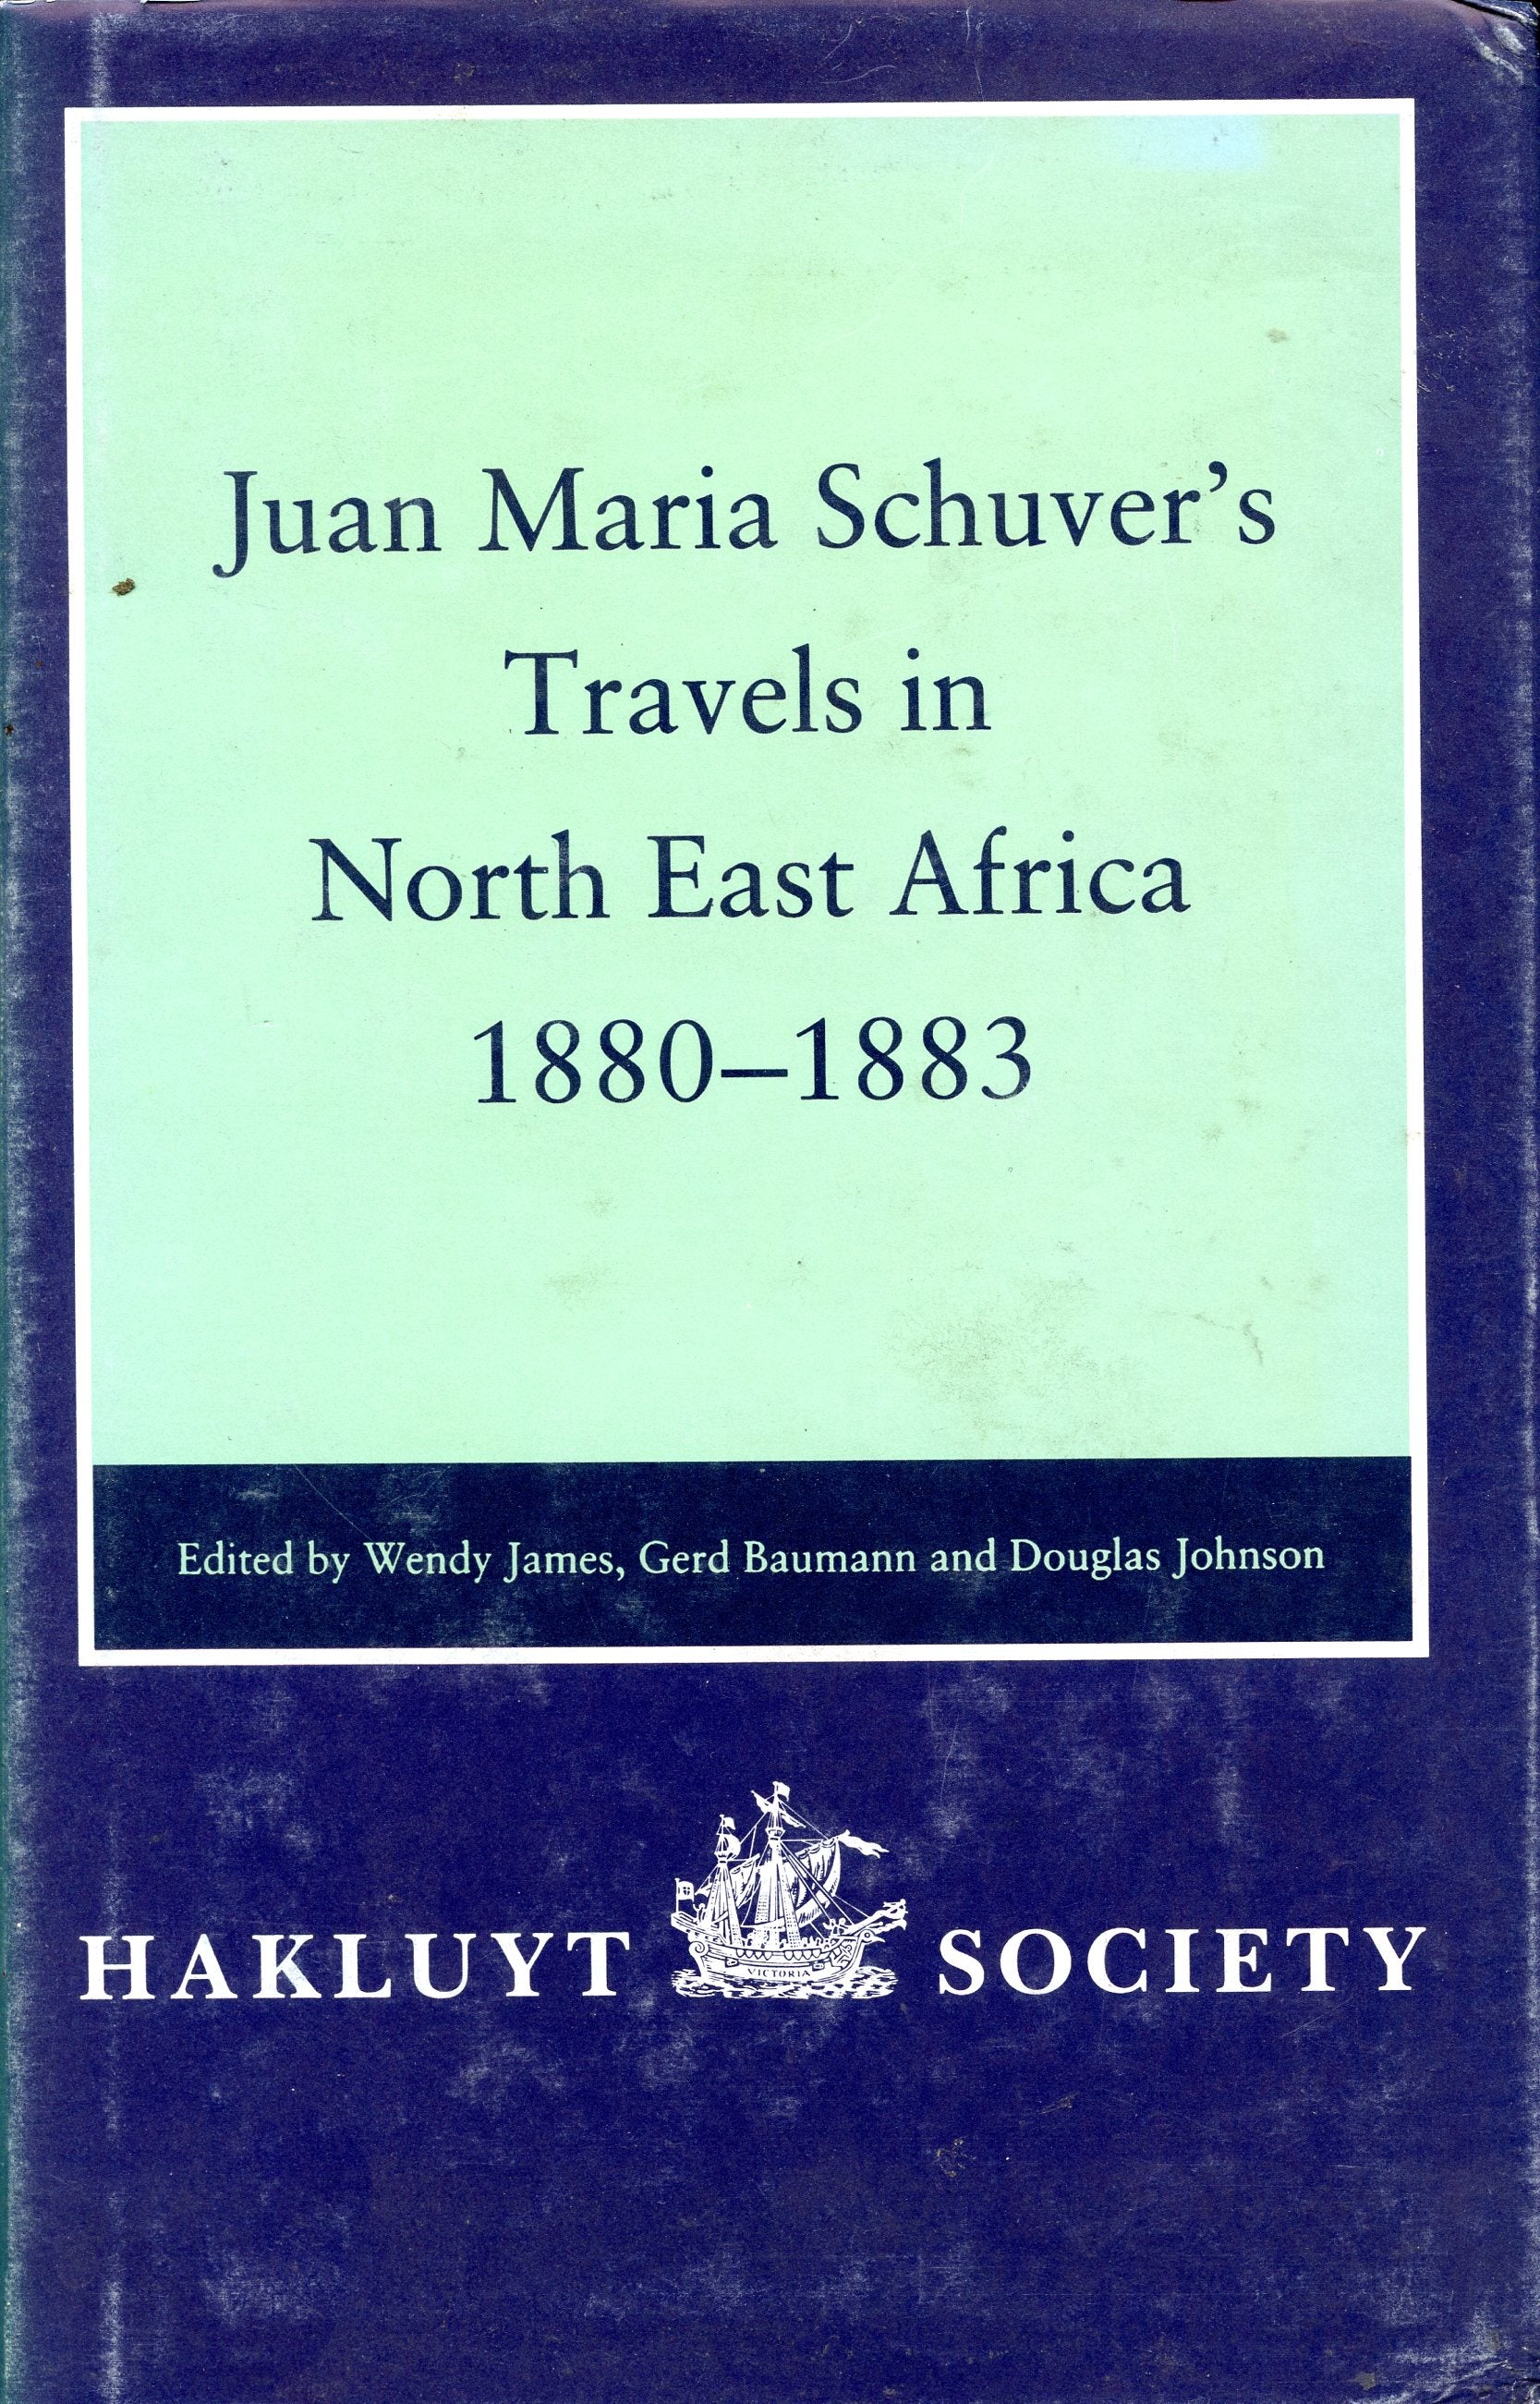 Juan Maria Schuver’s
Travels in
North East Africa
1880–1883
Edited by Wendy James, Gerd Baumann and Douglas Johnson
HAKLUYT SOCIETY
VICTORIA